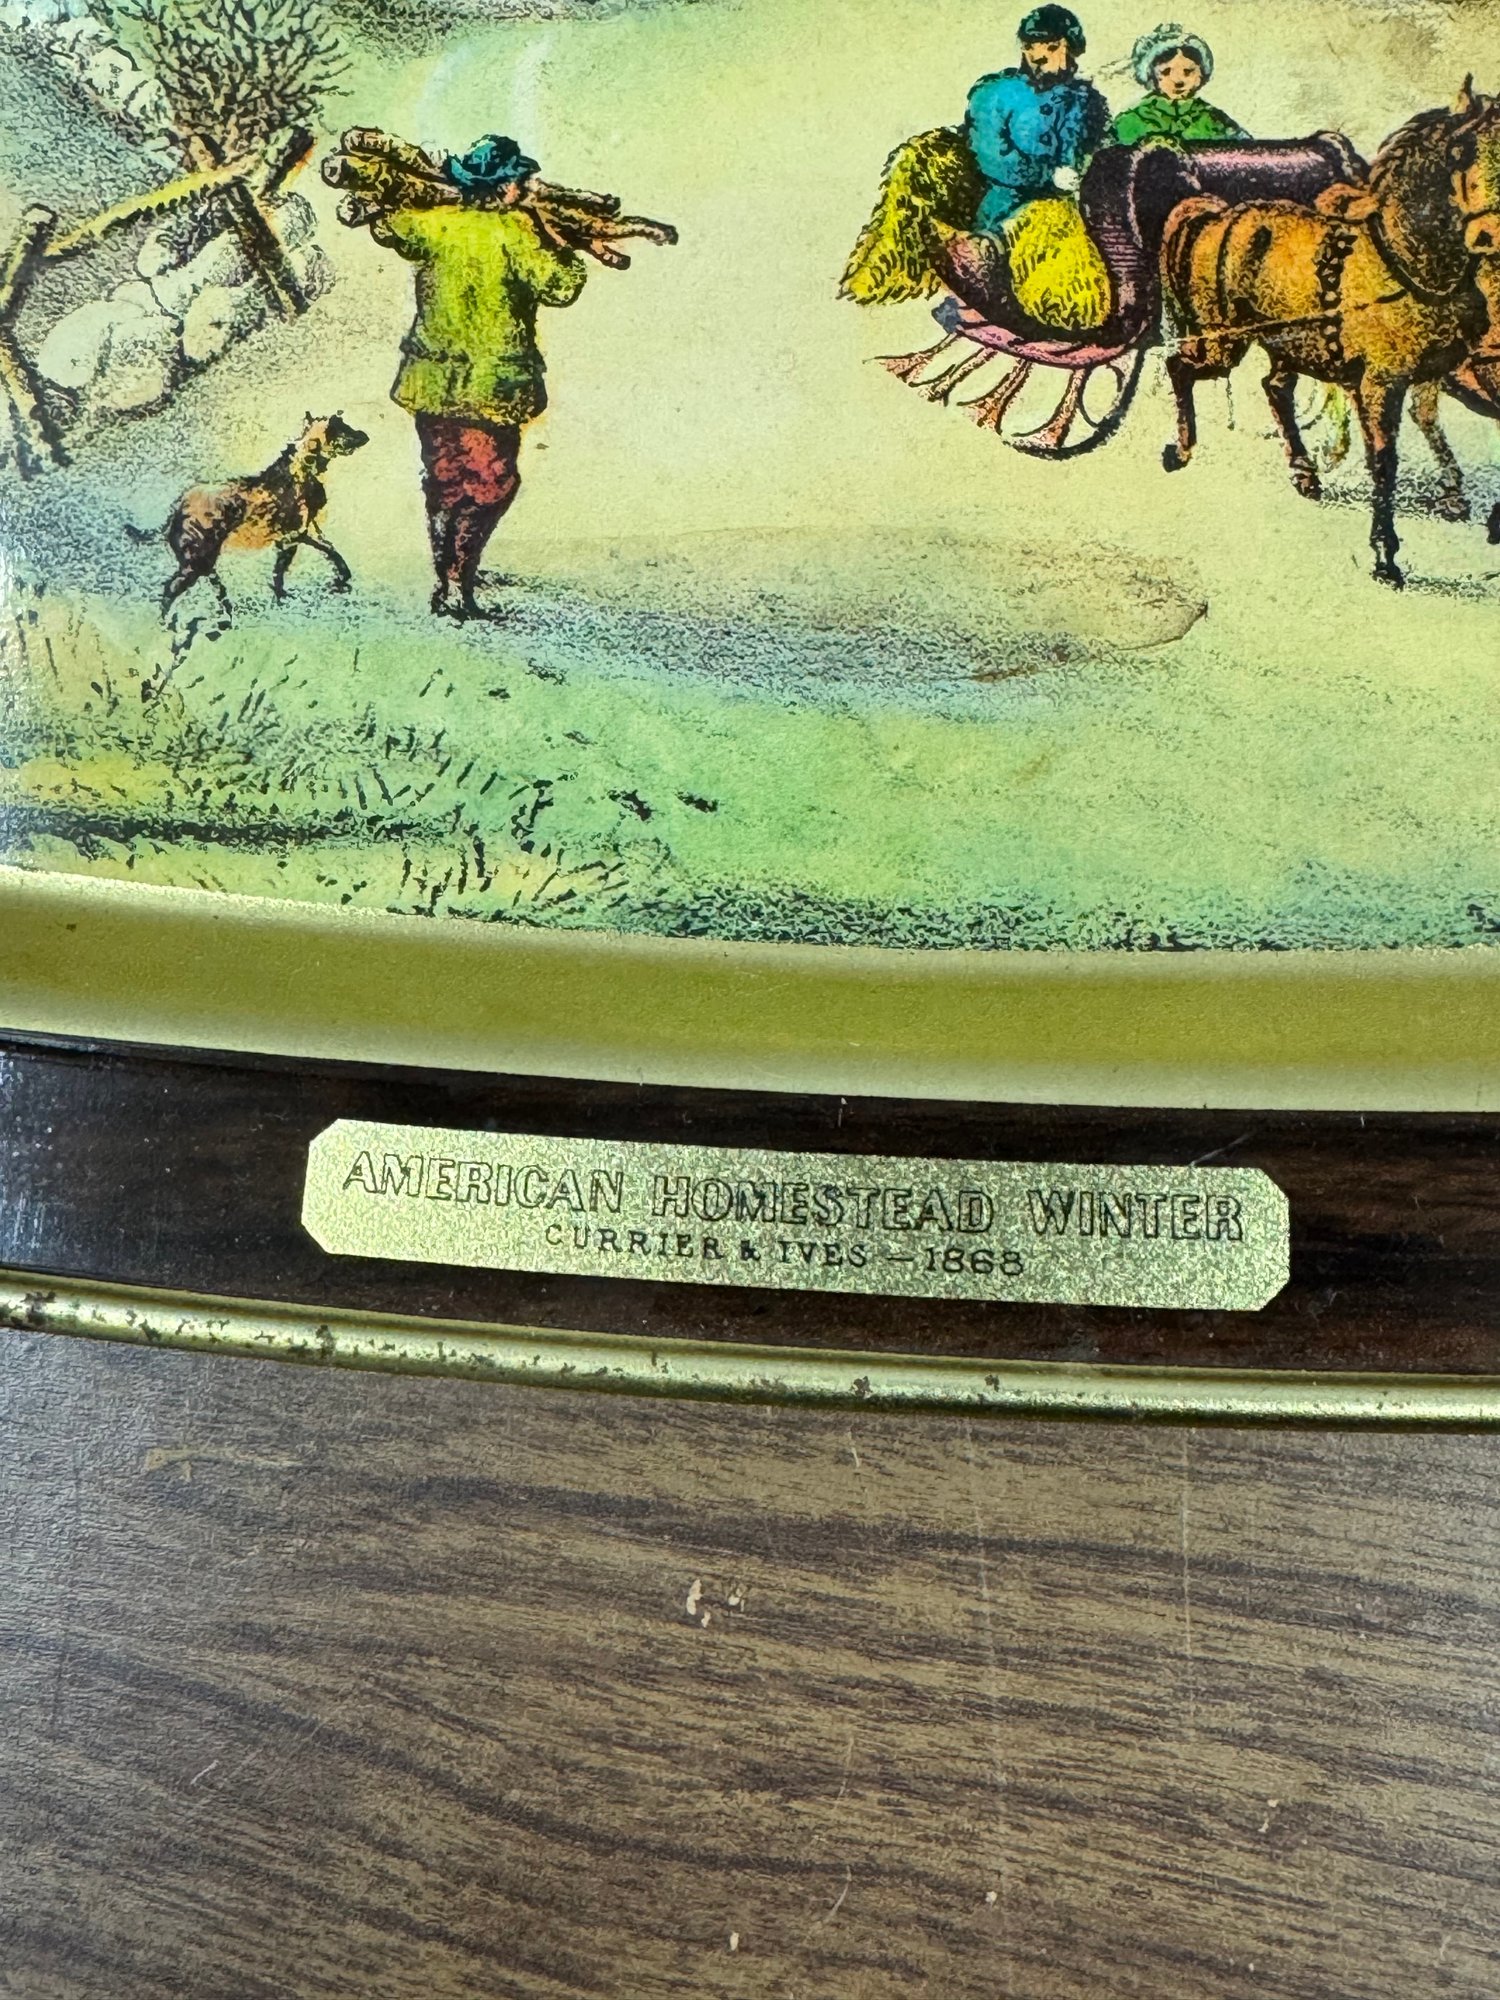 AMERICAN HOMESTEAD WINTER
CURRIER & IVES — 1868